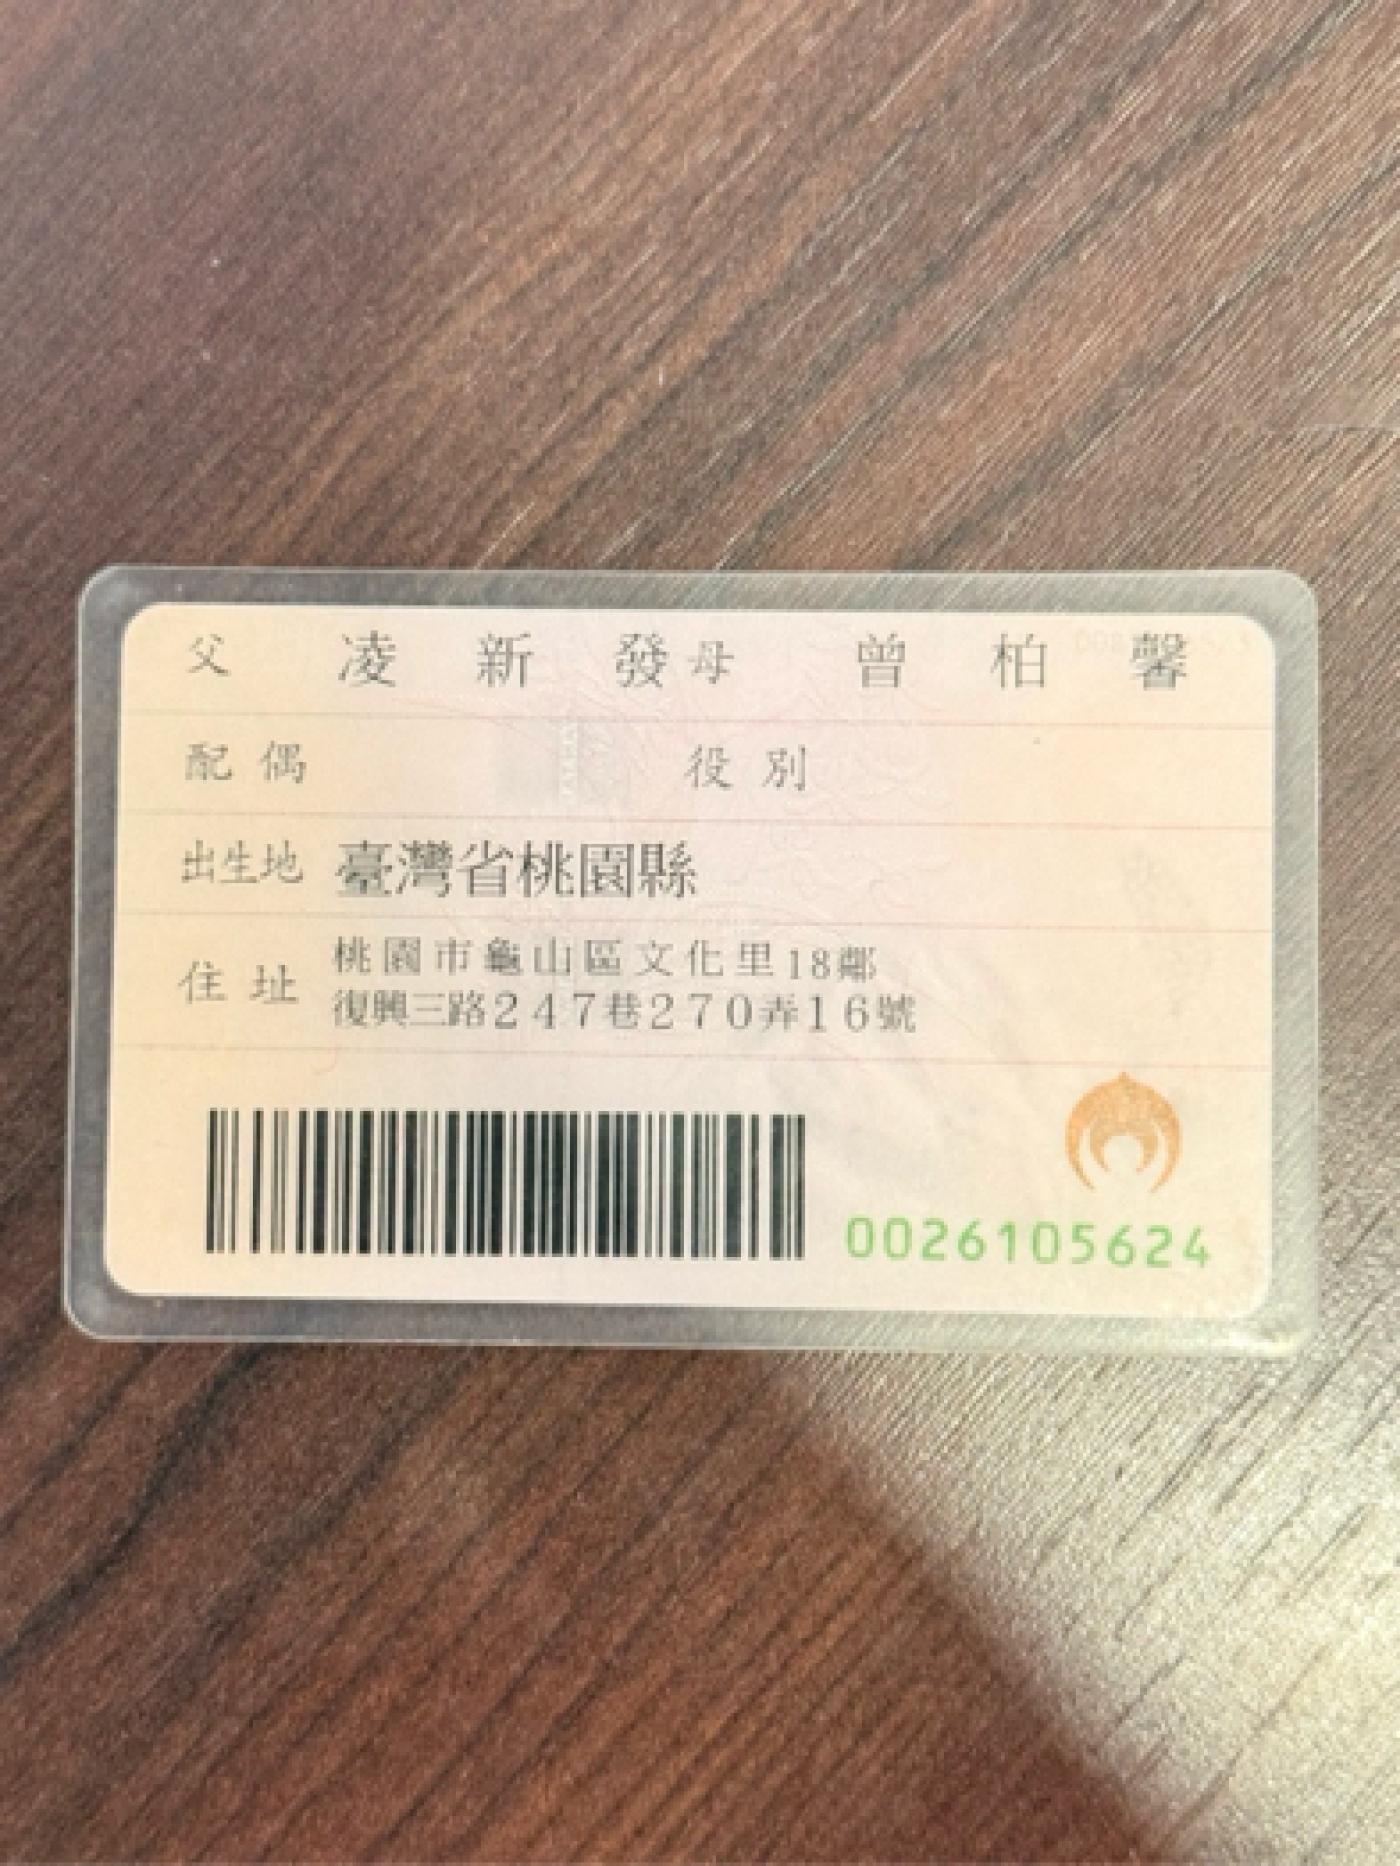 父 凌新發 母 曾柏馨
配偶 役別
出生地 臺灣省桃園縣
住址 桃園市龜山區文化里18鄰
復興三路247巷270弄16號
0026105624